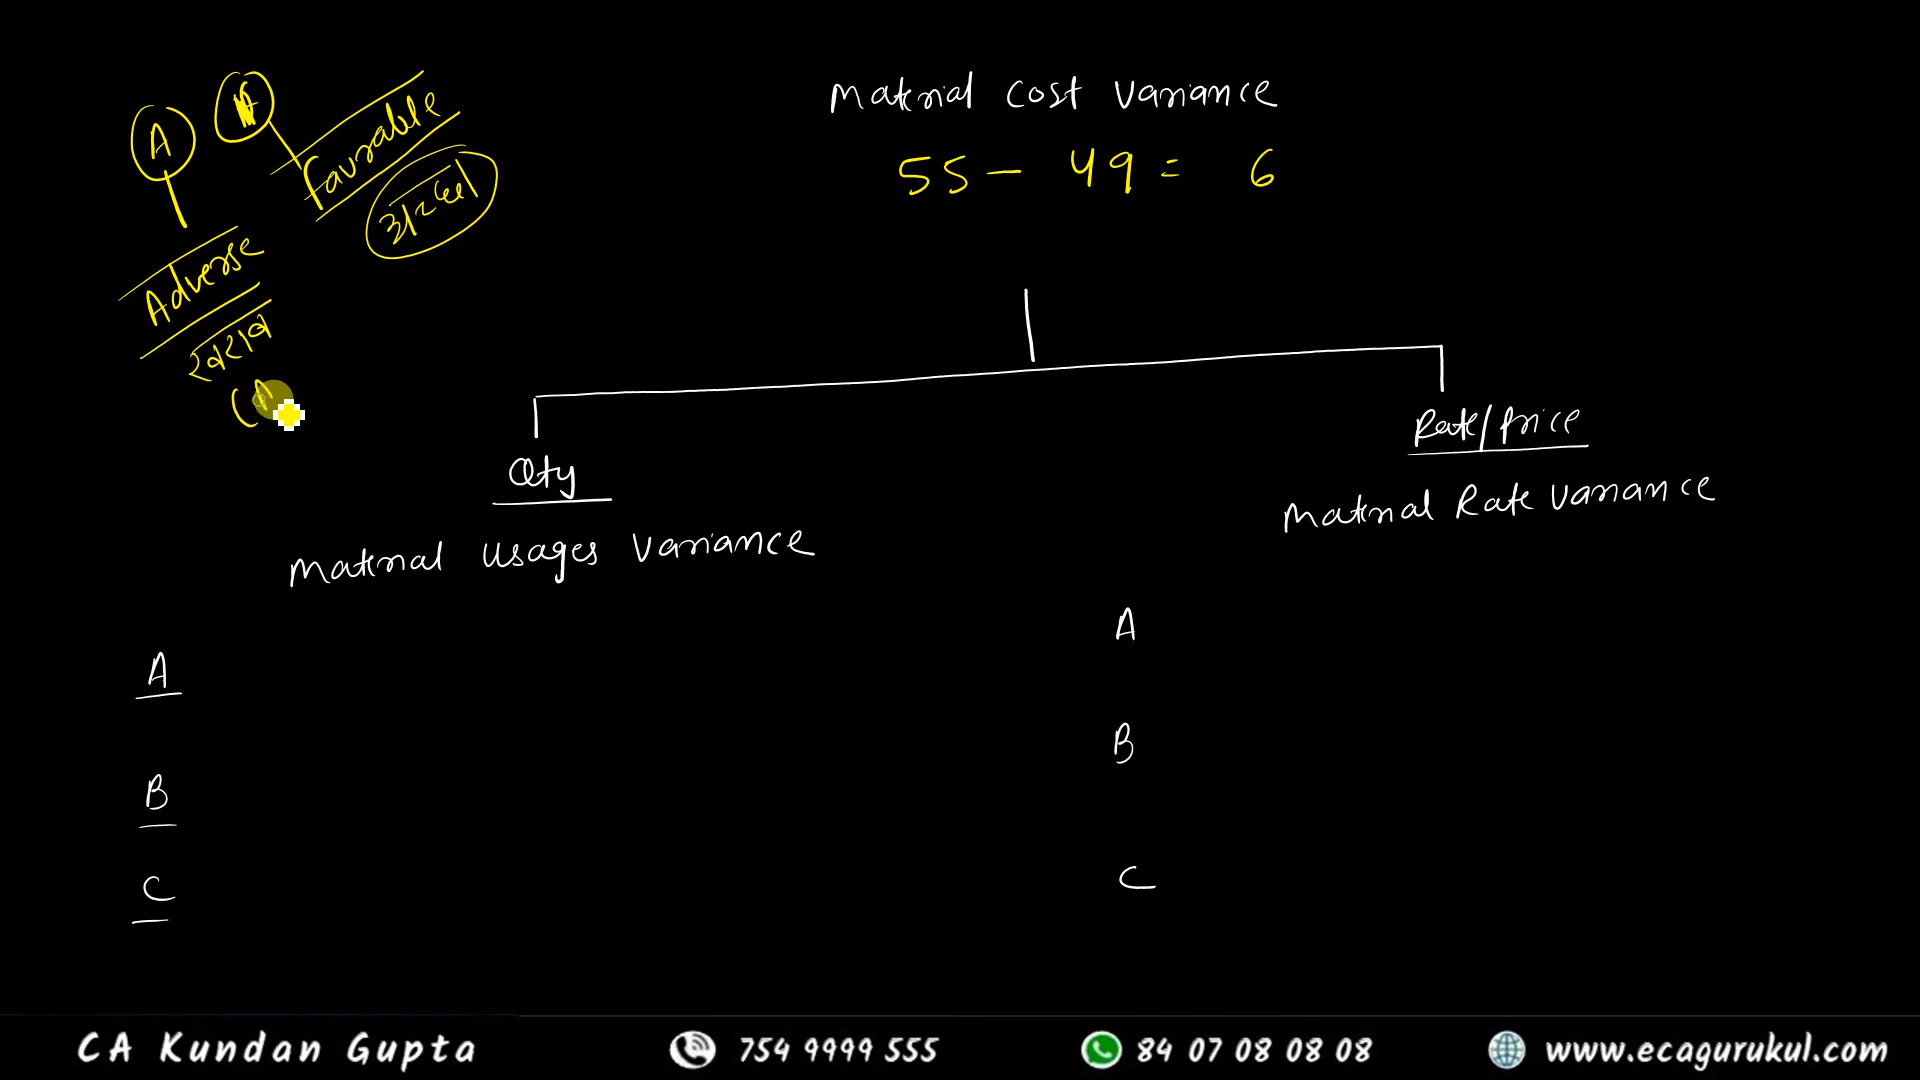 Material Cost Variance
55 - 49 = 6
A
Favorable
Adverse
खराब
(A
Qty
Rate/Price
Material Usages Variance
Material Rate Variance
A
B
C
A
B
C
CA Kundan Gupta
754 9999 555
84 07 08 08 08
www.ecagurukul.com